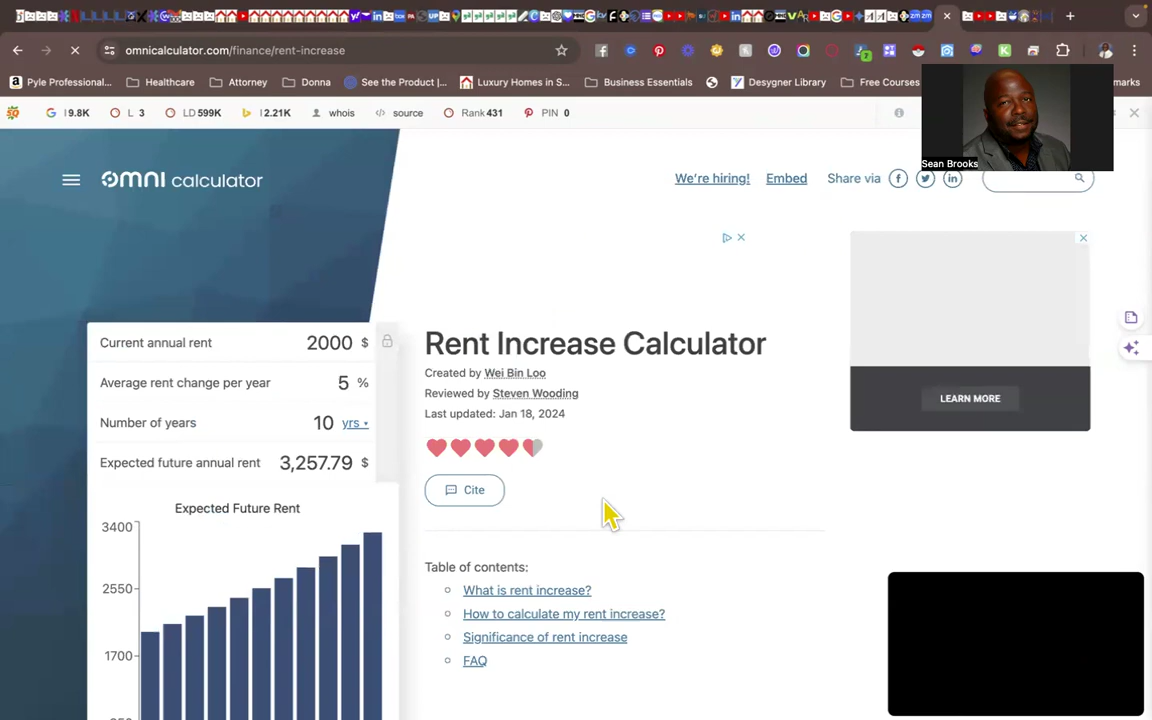 omnicalculator.com/finance/rent-increase
Pyle Professional...
Healthcare
Attorney
Donna
See the Product |...
Luxury Homes in S...
Business Essentials
Desygner Library
Free Courses
marks
I 9.8K
L 3
LD 599K
I 2.21K
whois
source
Rank 431
PIN 0
Sean Brooks
OMNI calculator
We're hiring!
Embed
Share via
Current annual rent 2000 $
Average rent change per year 5 %
Number of years 10 yrs
Expected future annual rent 3,257.79 $
Expected Future Rent
3400
2550
1700
Rent Increase Calculator
Created by Wei Bin Loo
Reviewed by Steven Wooding
Last updated: Jan 18, 2024
Cite
LEARN MORE
Table of contents:
What is rent increase?
How to calculate my rent increase?
Significance of rent increase
FAQ